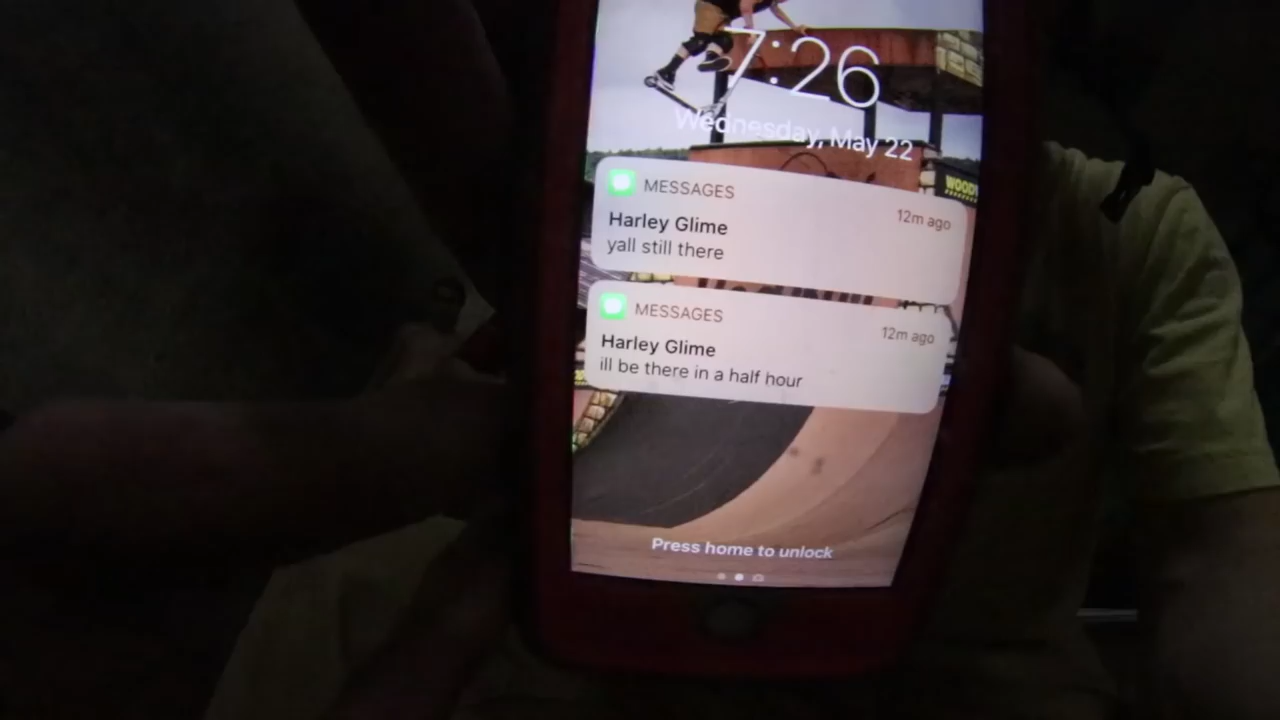 7:26
Wednesday, May 22
MESSAGES
12m ago
Harley Glime
yall still there
MESSAGES
12m ago
Harley Glime
ill be there in a half hour
Press home to unlock